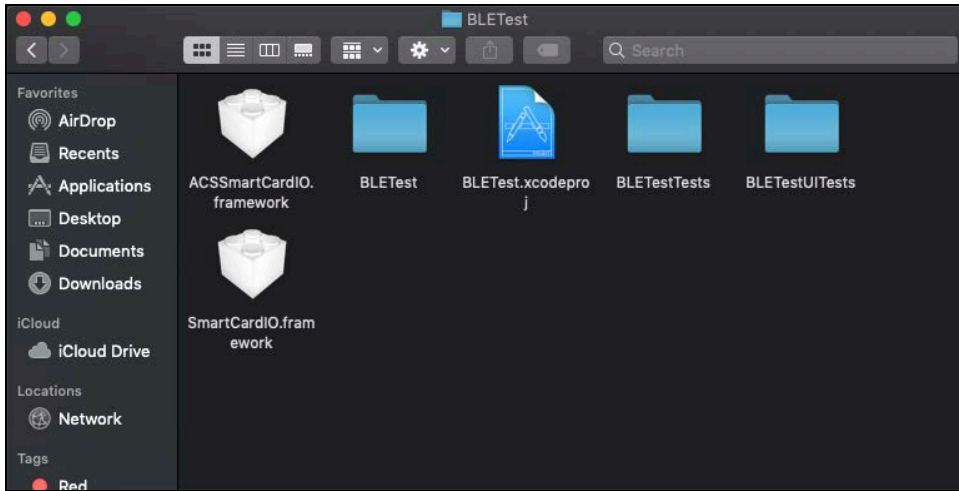 BLETest
Search
Favorites
AirDrop
Recents
Applications
Desktop
Documents
Downloads
iCloud
iCloud Drive
Locations
Network
Tags
Red
ACSSmartCardIO.
framework
BLETest
BLETest.xcodepro
j
PROJECT
BLETestTests
BLETestUITests
SmartCardIO.fram
ework